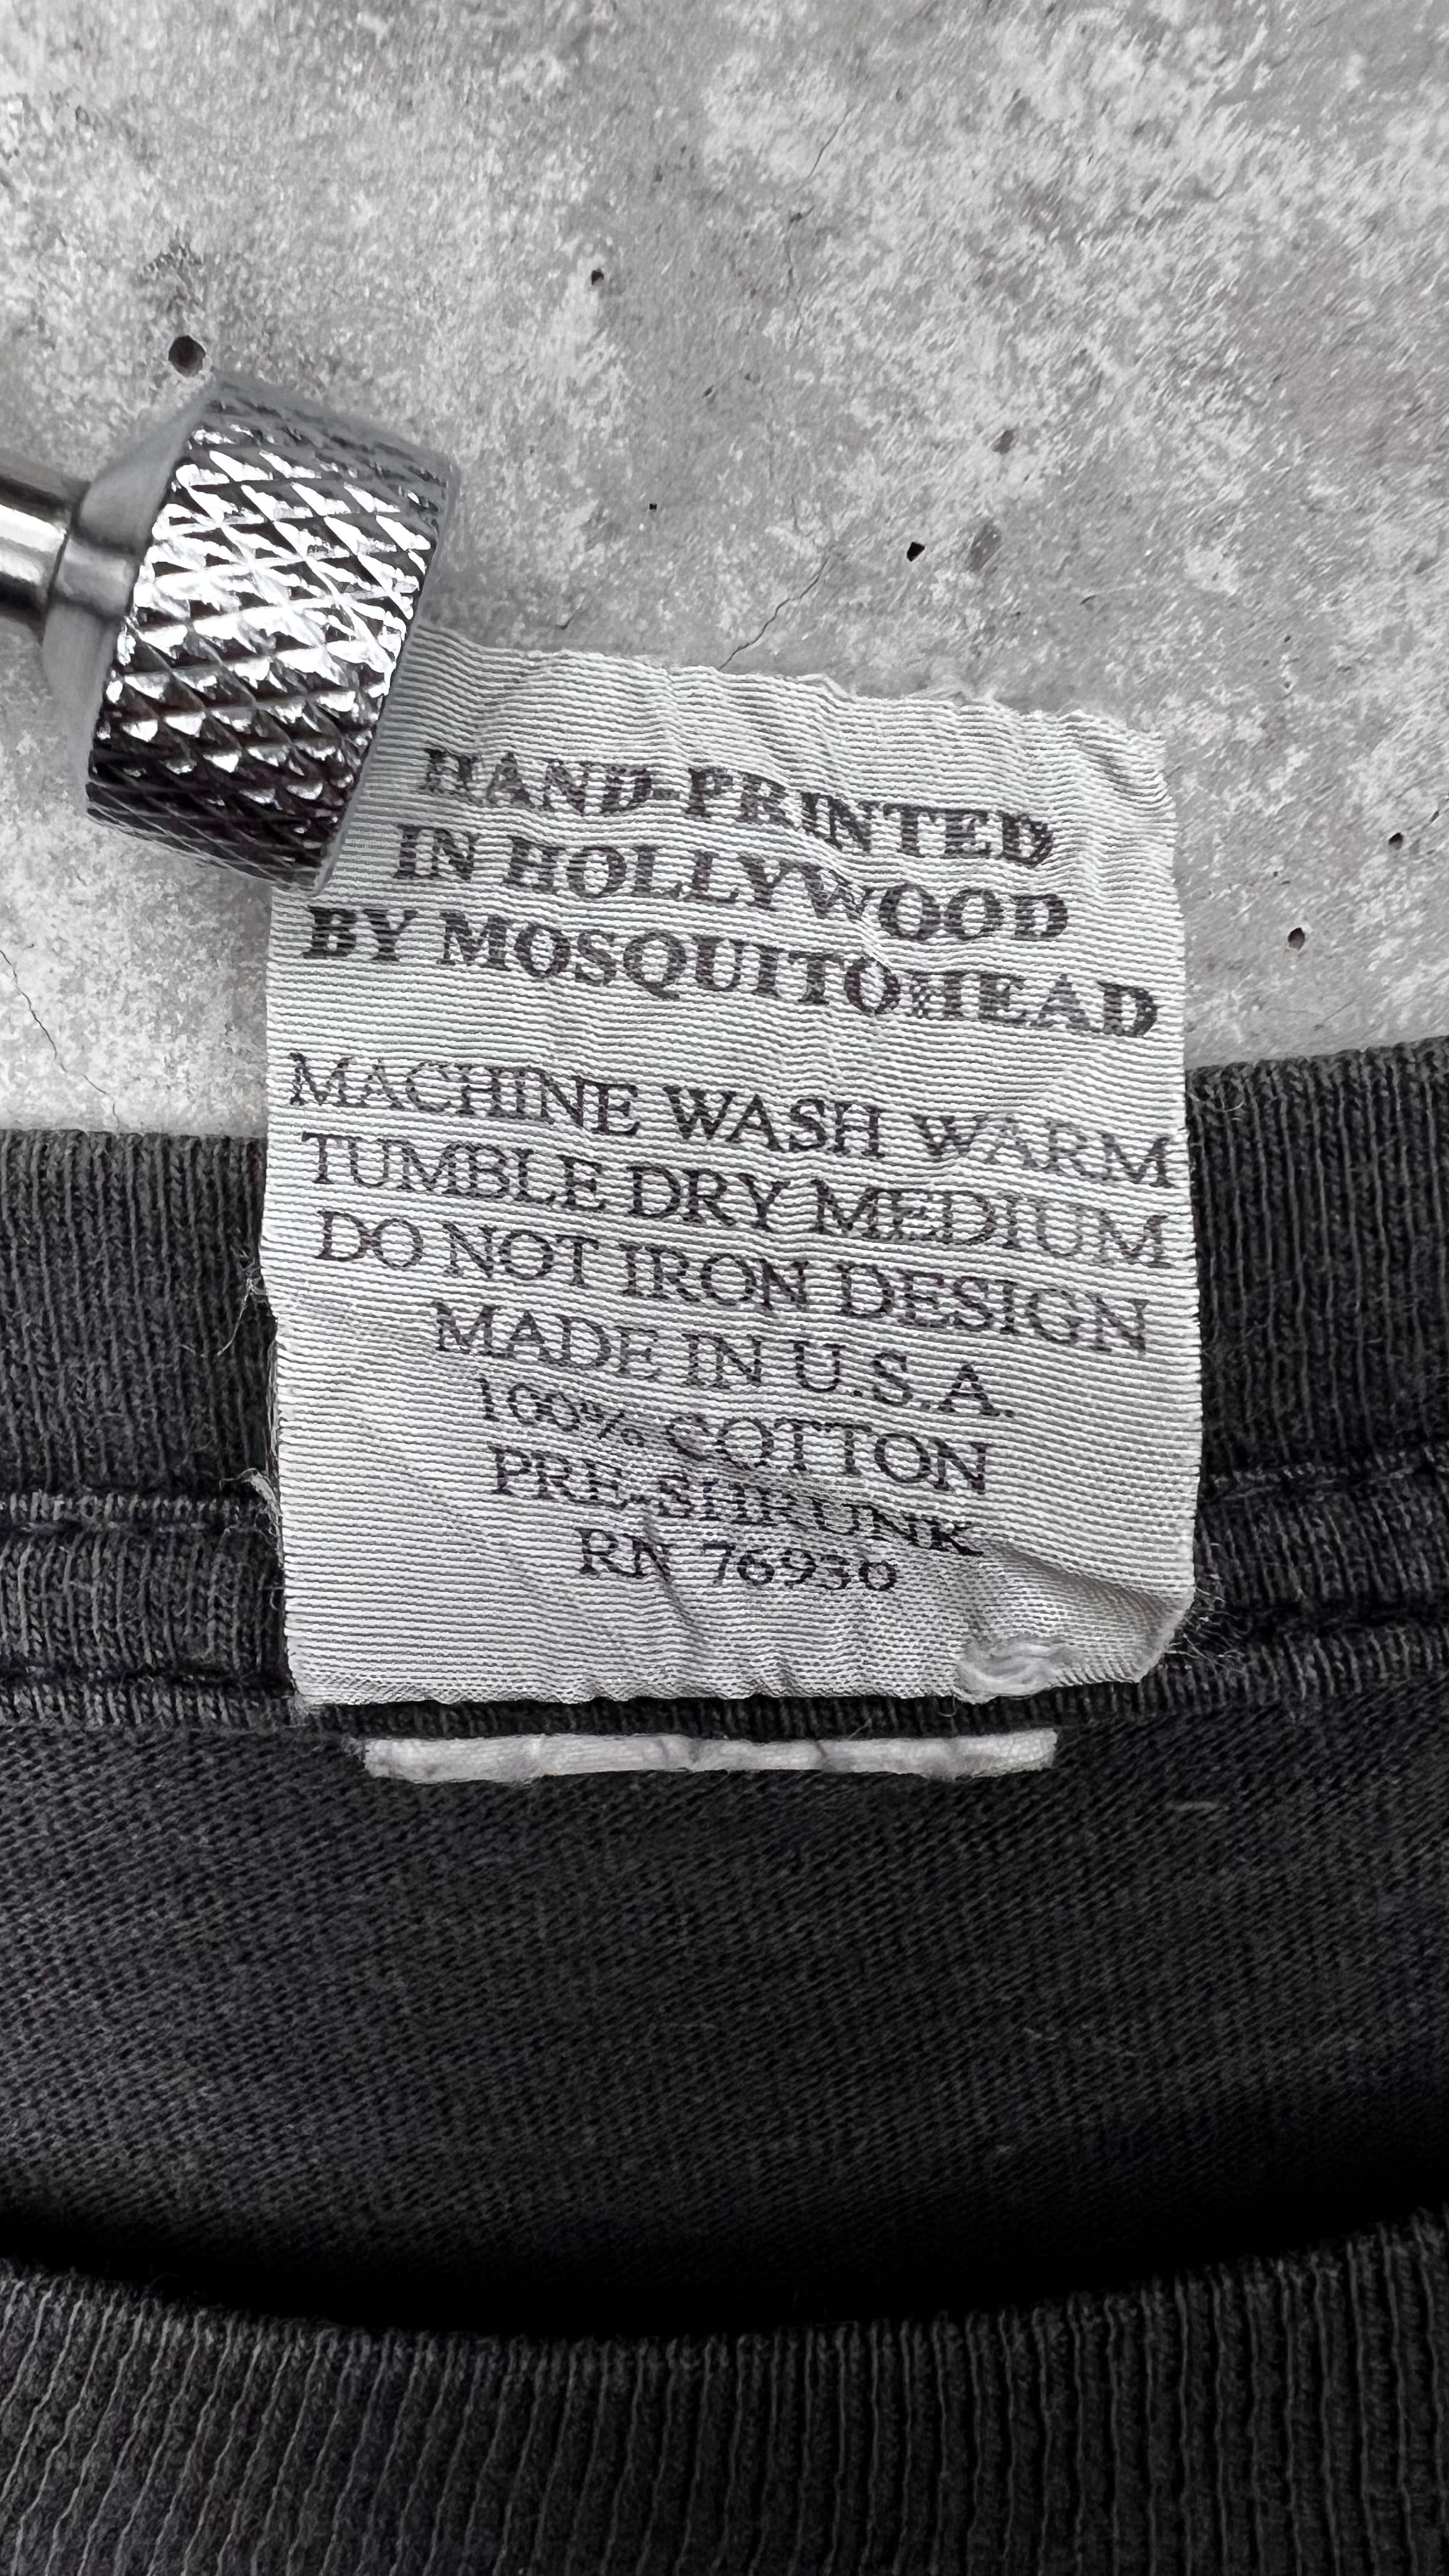 HAND-PRINTED
IN HOLLYWOOD
BY MOSQUITOHEAD
MACHINE WASH WARM
TUMBLE DRY MEDIUM
DO NOT IRON DESIGN
MADE IN U.S.A.
100% COTTON
PRE-SHRUNK
RN 76930